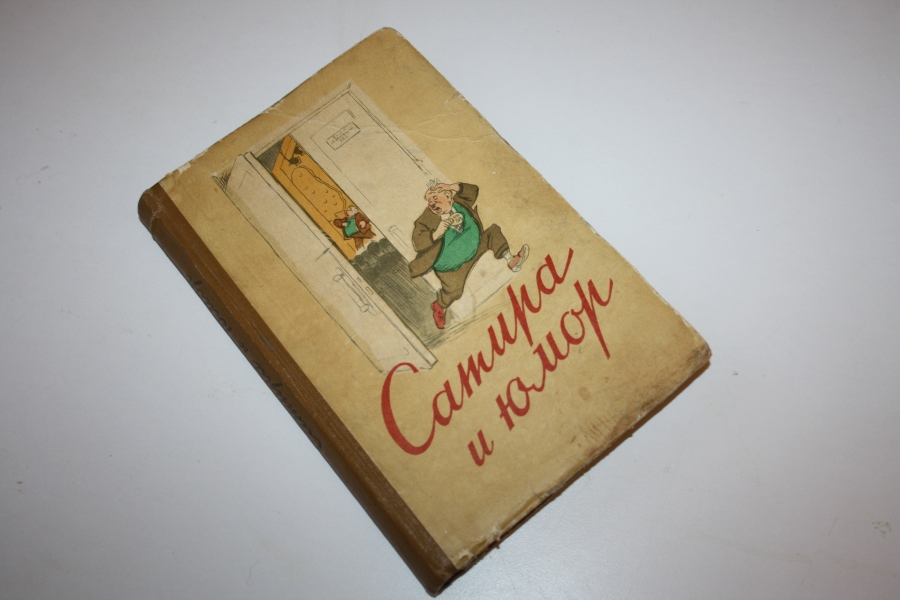 Сатира
и юмор